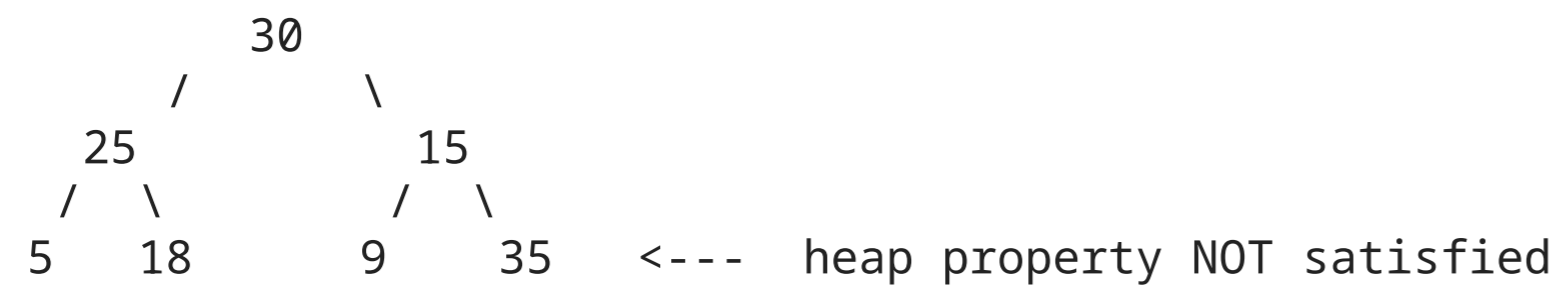 30
/ \
25 15
/ \ / \
5 18 9 35 <--- heap property NOT satisfied